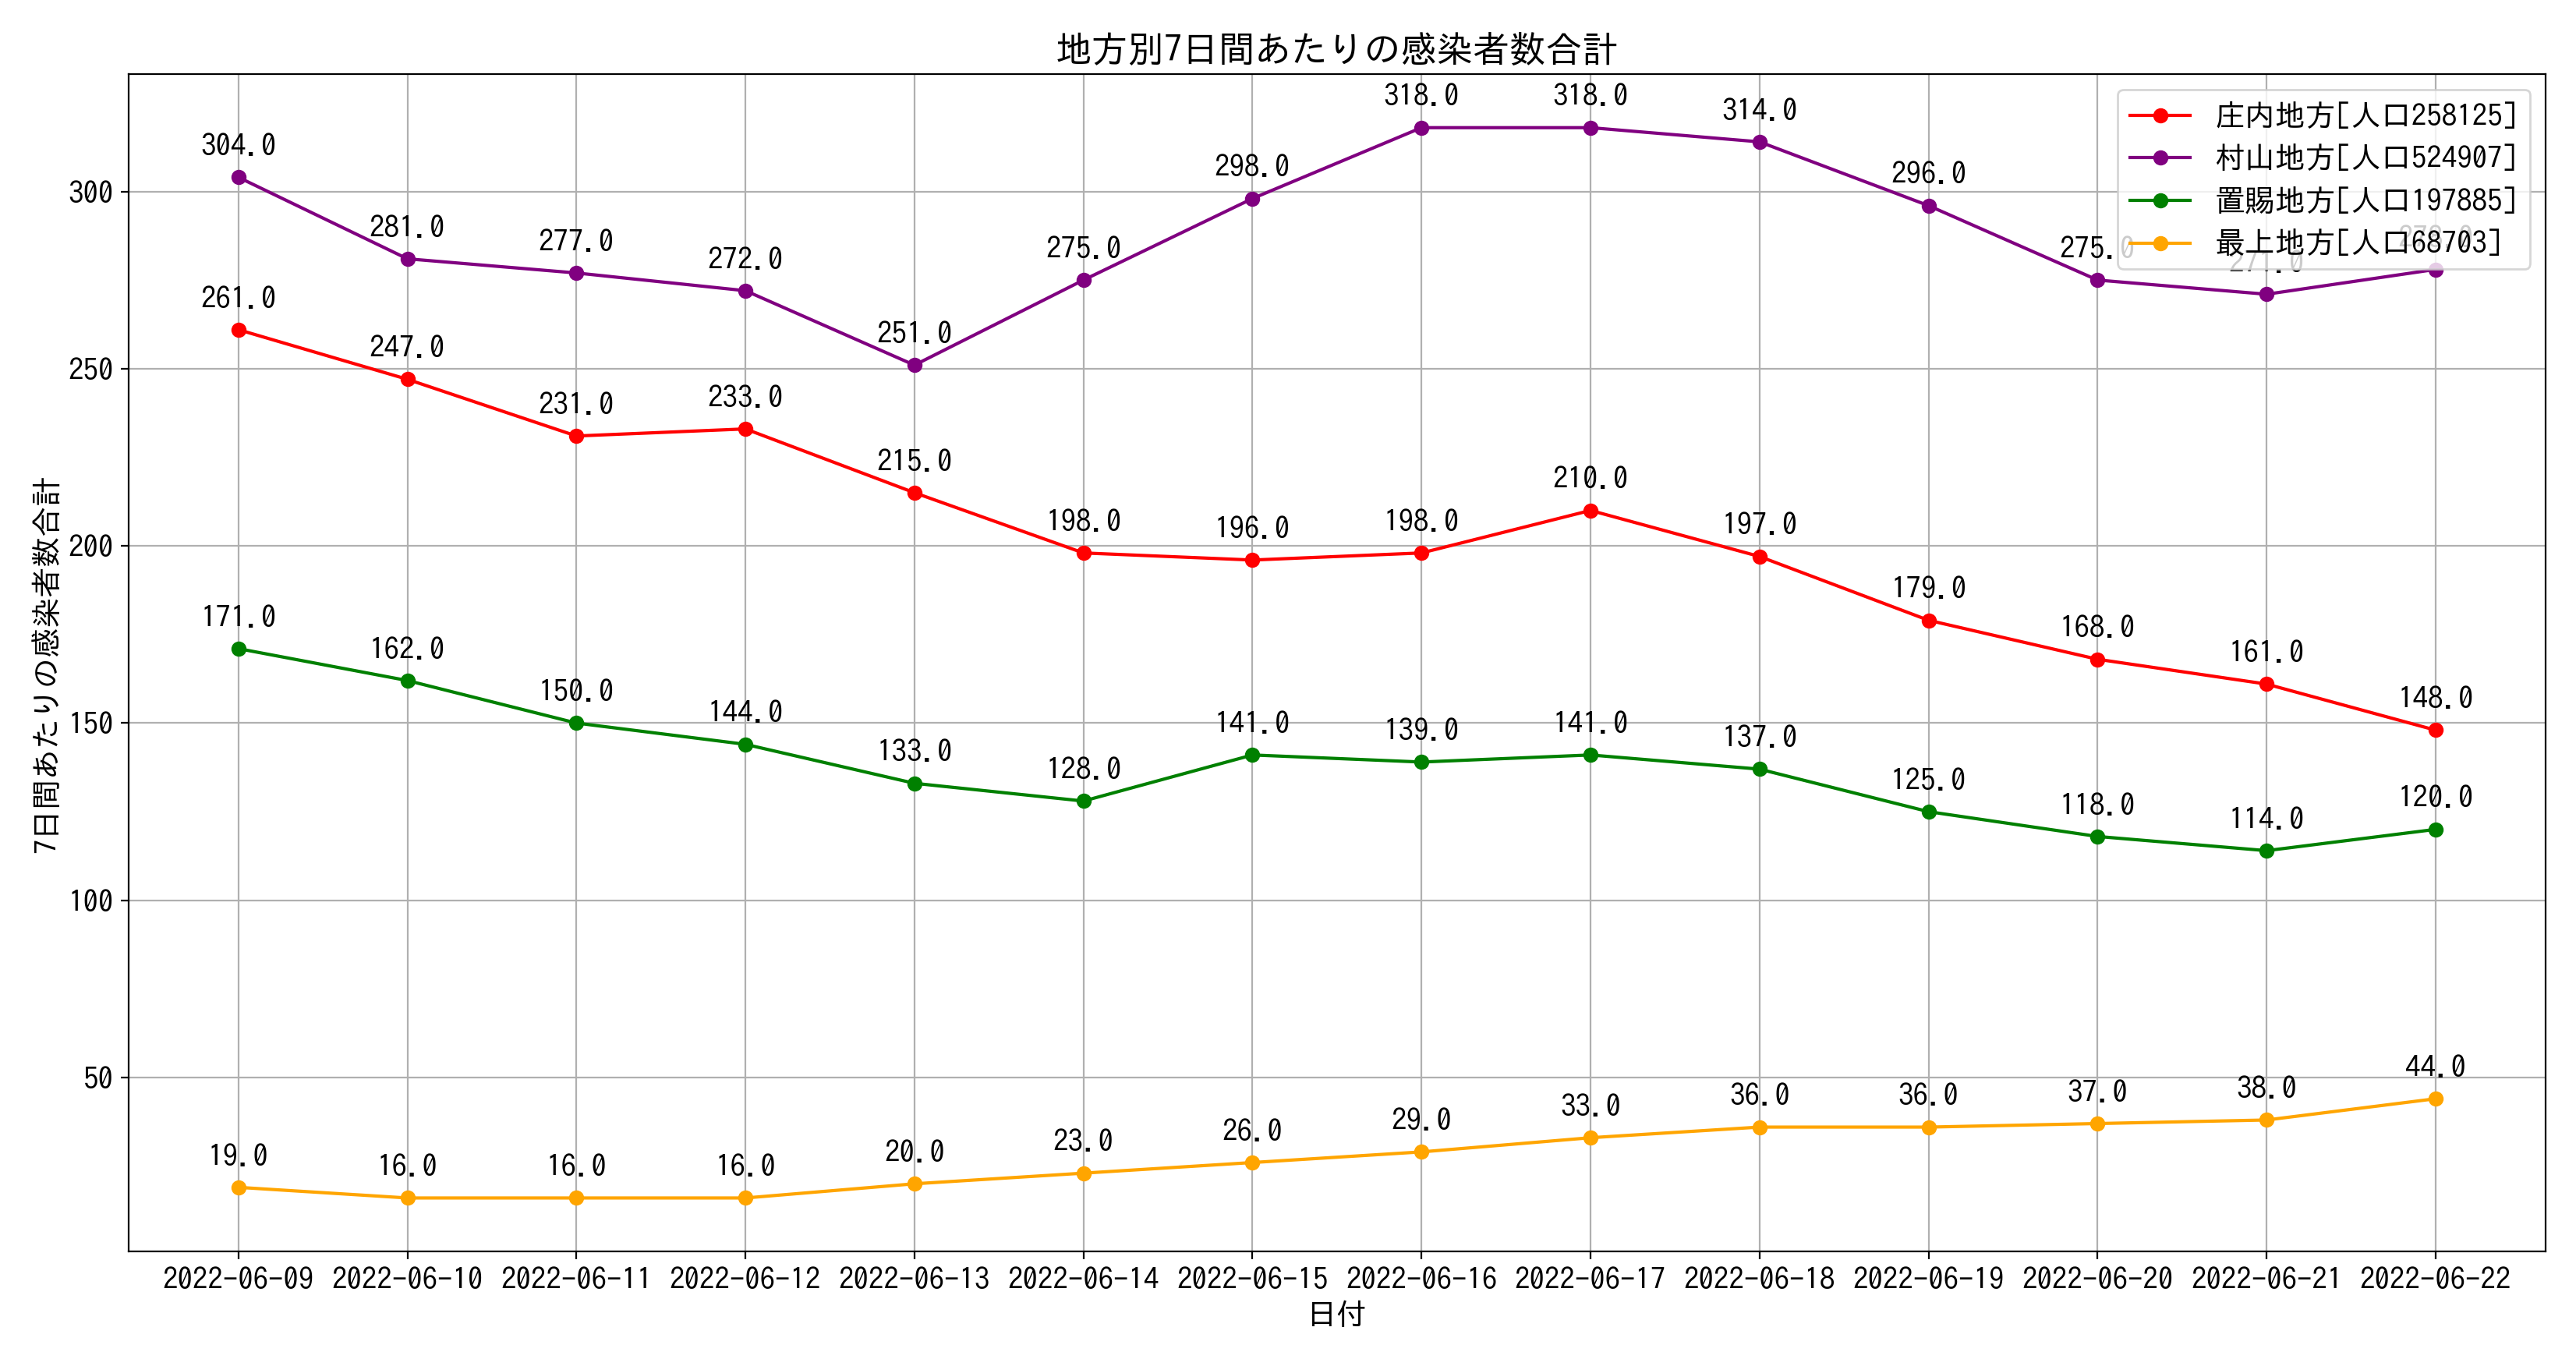 地方別7日間あたりの感染者数合計
7日間あたりの感染者数合計
300
250
200
150
100
50
庄内地方[人口258125]
村山地方[人口524907]
置賜地方[人口197885]
最上地方[人口68703]
304.0 281.0 277.0 272.0 251.0 275.0 298.0 318.0 318.0 314.0 296.0 275.0 271.0 278.0
261.0 247.0 231.0 233.0 215.0 198.0 196.0 198.0 210.0 197.0 179.0 168.0 161.0 148.0
171.0 162.0 150.0 144.0 133.0 128.0 141.0 139.0 141.0 137.0 125.0 118.0 114.0 120.0
19.0 16.0 16.0 16.0 20.0 23.0 26.0 29.0 33.0 36.0 36.0 37.0 38.0 44.0
2022-06-09 2022-06-10 2022-06-11 2022-06-12 2022-06-13 2022-06-14 2022-06-15 2022-06-16 2022-06-17 2022-06-18 2022-06-19 2022-06-20 2022-06-21 2022-06-22
日付